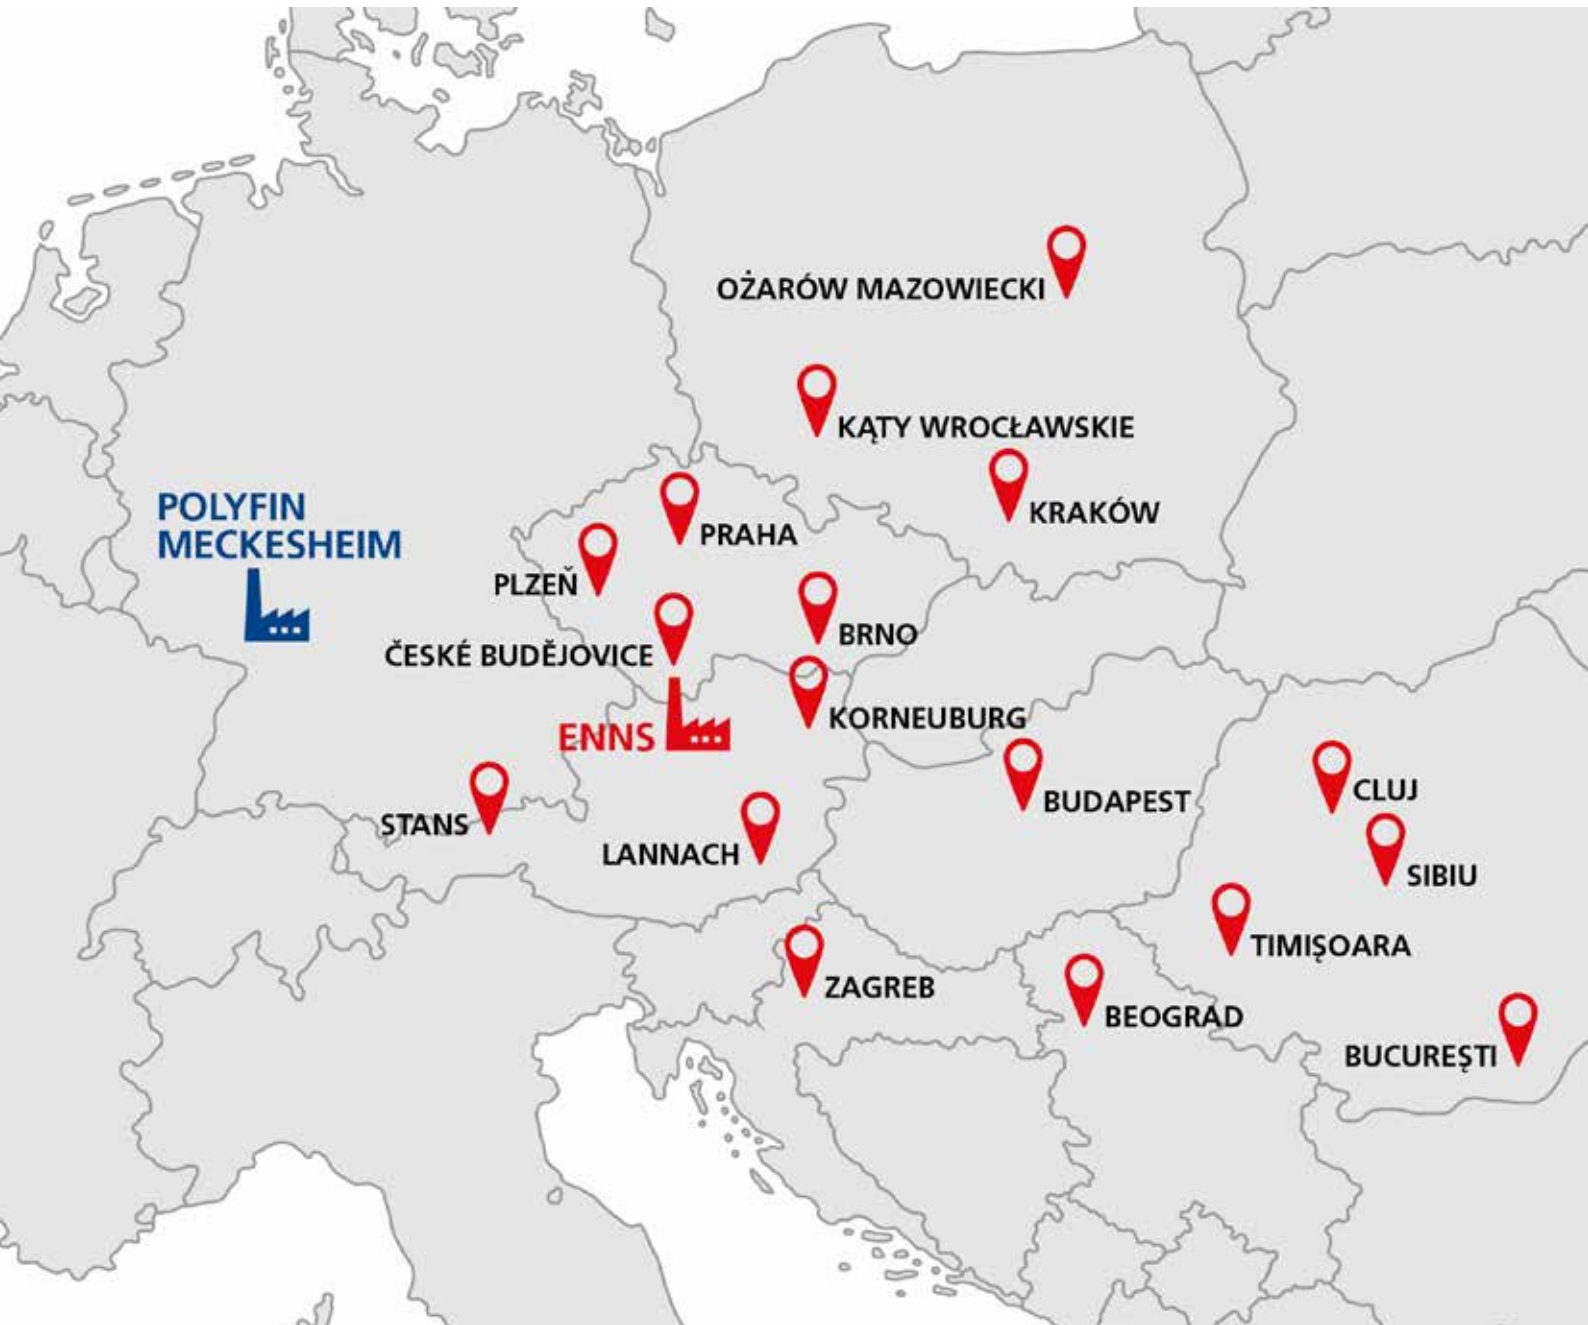 OŻARÓW MAZOWIECKI
KĄTY WROCŁAWSKIE
POLYFIN
MECKESHEIM
KRAKÓW
PRAHA
PLZEŇ
BRNO
ČESKÉ BUDĚJOVICE
KORNEUBURG
ENNS
BUDAPEST
CLUJ
STANS
LANNACH
SIBIU
TIMIŞOARA
ZAGREB
BEOGRAD
BUCUREŞTI